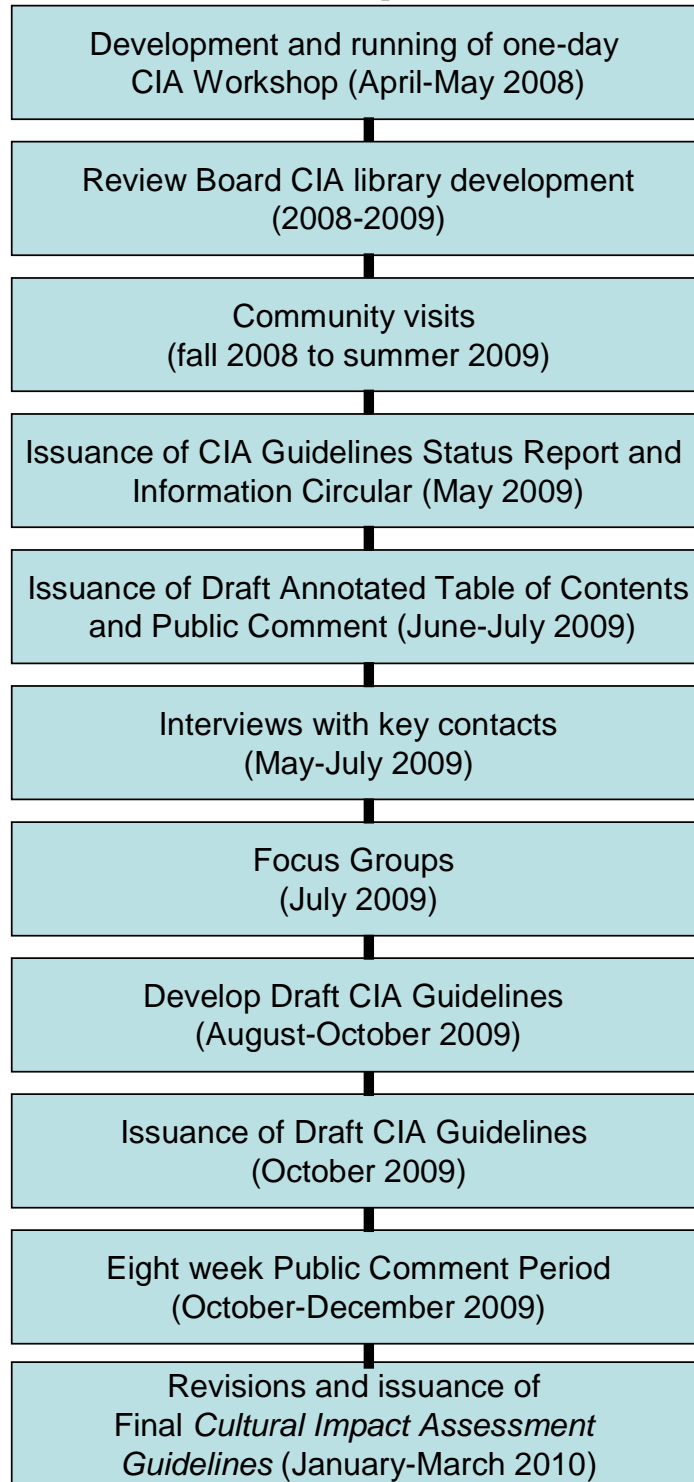 Development and running of one-day
CIA Workshop (April-May 2008)
Review Board CIA library development
(2008-2009)
Community visits
(fall 2008 to summer 2009)
Issuance of CIA Guidelines Status Report and
Information Circular (May 2009)
Issuance of Draft Annotated Table of Contents
and Public Comment (June-July 2009)
Interviews with key contacts
(May-July 2009)
Focus Groups
(July 2009)
Develop Draft CIA Guidelines
(August-October 2009)
Issuance of Draft CIA Guidelines
(October 2009)
Eight week Public Comment Period
(October-December 2009)
Revisions and issuance of
Final Cultural Impact Assessment
Guidelines (January-March 2010)